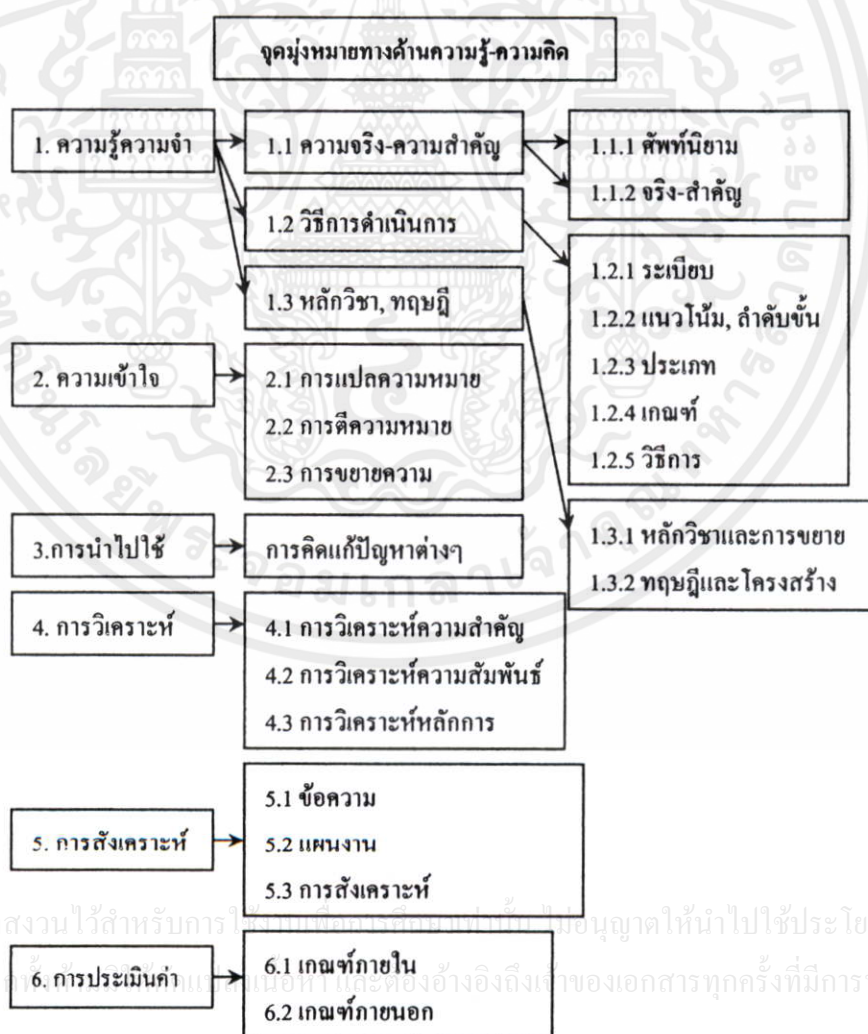 จุดมุ่งหมายทางด้านความรู้-ความคิด
1. ความรู้ความจำ
1.1 ความจริง-ความสำคัญ
1.1.1 ศัพท์นิยาม
1.1.2 จริง-สำคัญ
1.2 วิธีการดำเนินการ
1.2.1 ระเบียบ
1.2.2 แนวโน้ม, ลำดับขั้น
1.2.3 ประเภท
1.2.4 เกณฑ์
1.2.5 วิธีการ
1.3 หลักวิชา, ทฤษฎี
1.3.1 หลักวิชาและการขยาย
1.3.2 ทฤษฎีและโครงสร้าง
2. ความเข้าใจ
2.1 การแปลความหมาย
2.2 การตีความหมาย
2.3 การขยายความ
3.การนำไปใช้
การคิดแก้ปัญหาต่างๆ
4. การวิเคราะห์
4.1 การวิเคราะห์ความสำคัญ
4.2 การวิเคราะห์ความสัมพันธ์
4.3 การวิเคราะห์หลักการ
5. การสังเคราะห์
5.1 ข้อความ
5.2 แผนงาน
5.3 การสังเคราะห์
6. การประเมินค่า
6.1 เกณฑ์ภายใน
6.2 เกณฑ์ภายนอก
สงวนไว้สำหรับการใช้งานเพื่อการศึกษาเท่านั้น ไม่อนุญาตให้นำไปใช้ประโย
และต้องอ้างอิงถึงเจ้าของเอกสารทุกครั้งที่มีการ